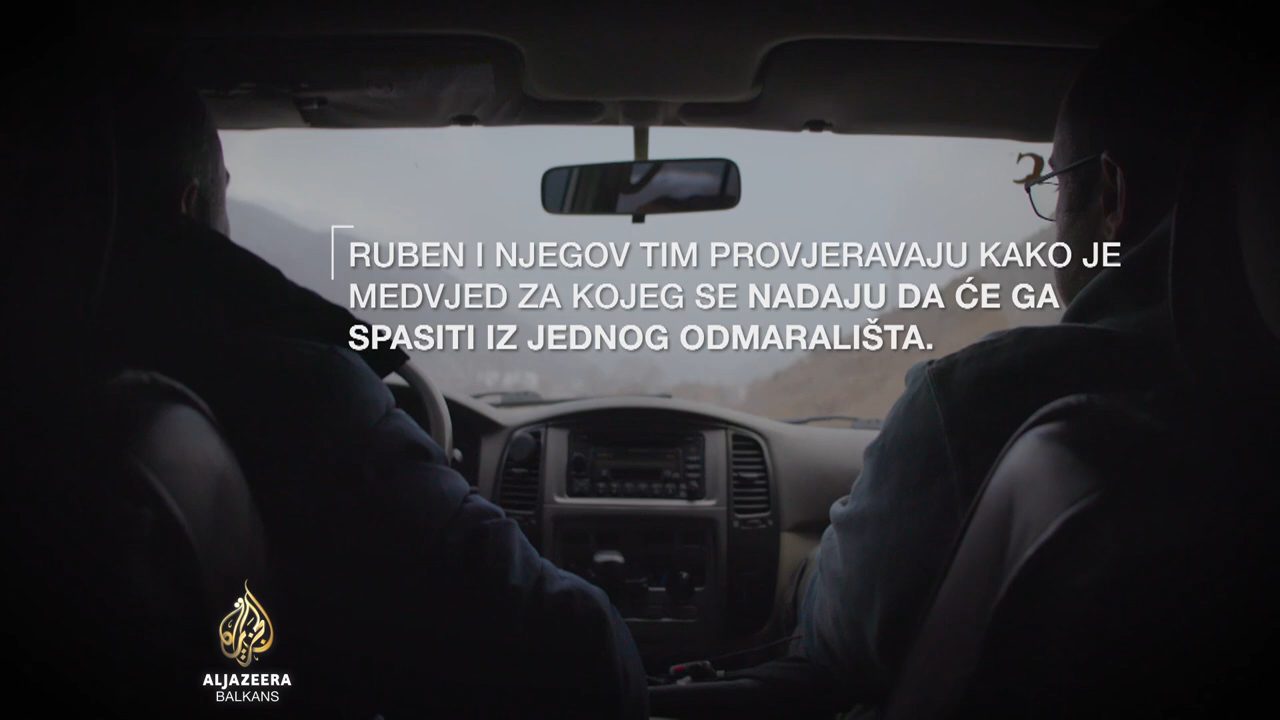 RUBEN I NJEGOV TIM PROVJERAVAJU KAKO JE
MEDVJED ZA KOJEG SE NADAJU DA ĆE GA
SPASITI IZ JEDNOG ODMARALIŠTA.
الجزيرة
ALJAZEERA
BALKANS